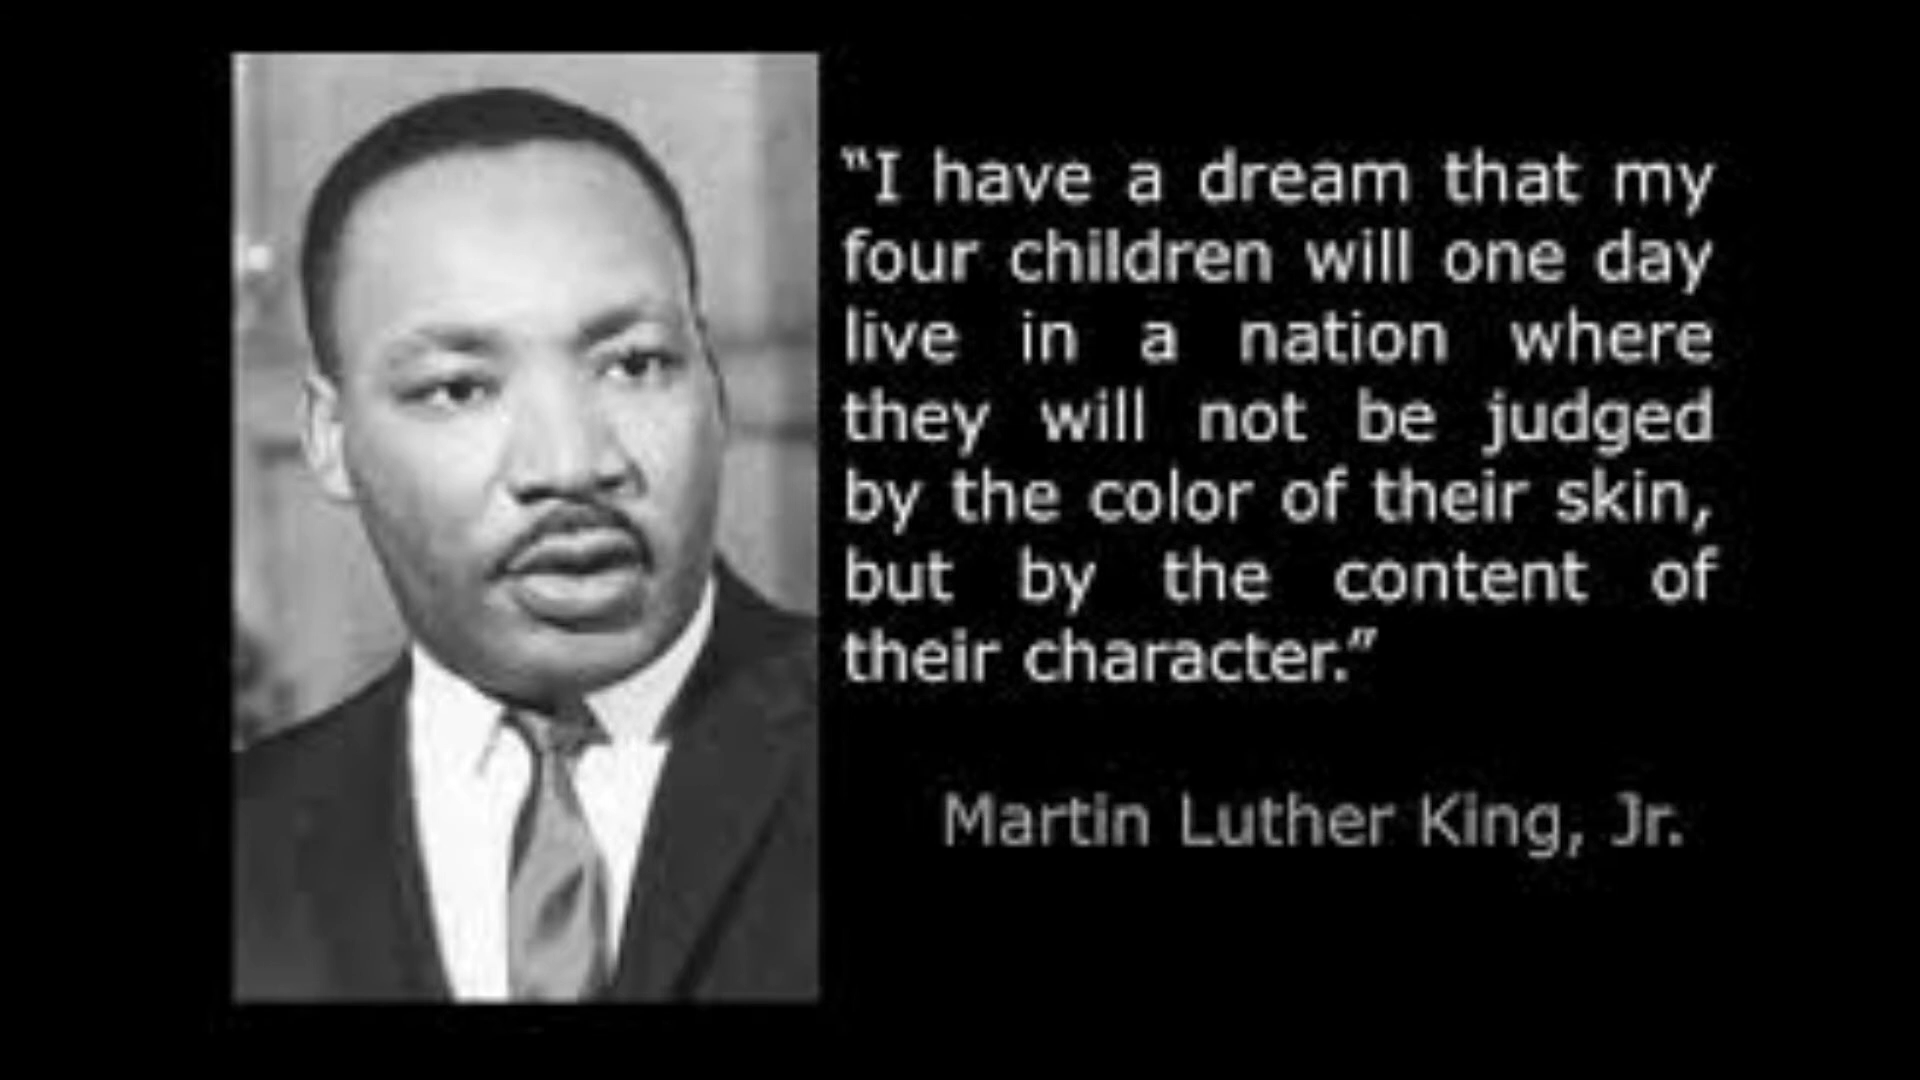 “I have a dream that my
four children will one day
live in a nation where
they will not be judged
by the color of their skin,
but by the content of
their character.”
Martin Luther King, Jr.